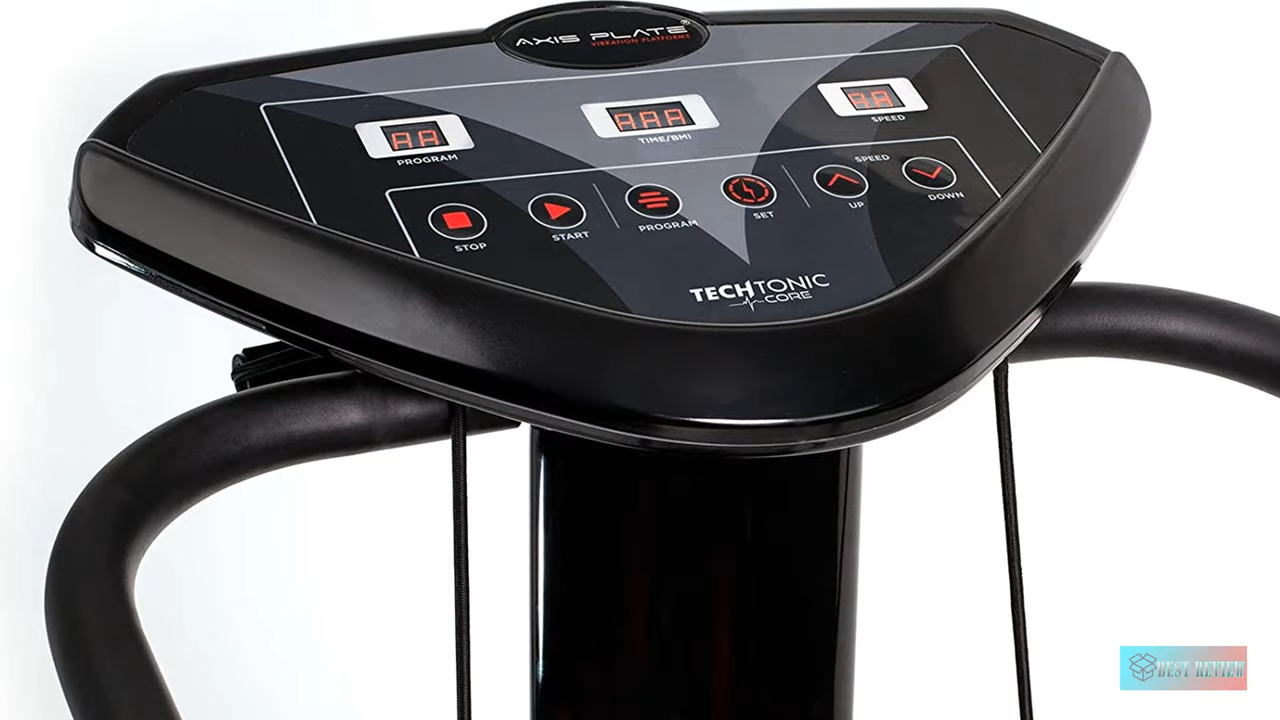 AXIS PLATE®
VIBRATION PLATFORMS
AA
PROGRAM
AAA
TIME/BMI
AA
SPEED
STOP
START
PROGRAM
SET
SPEED
UP
DOWN
TECHTONIC
CORE
BEST REVIEW